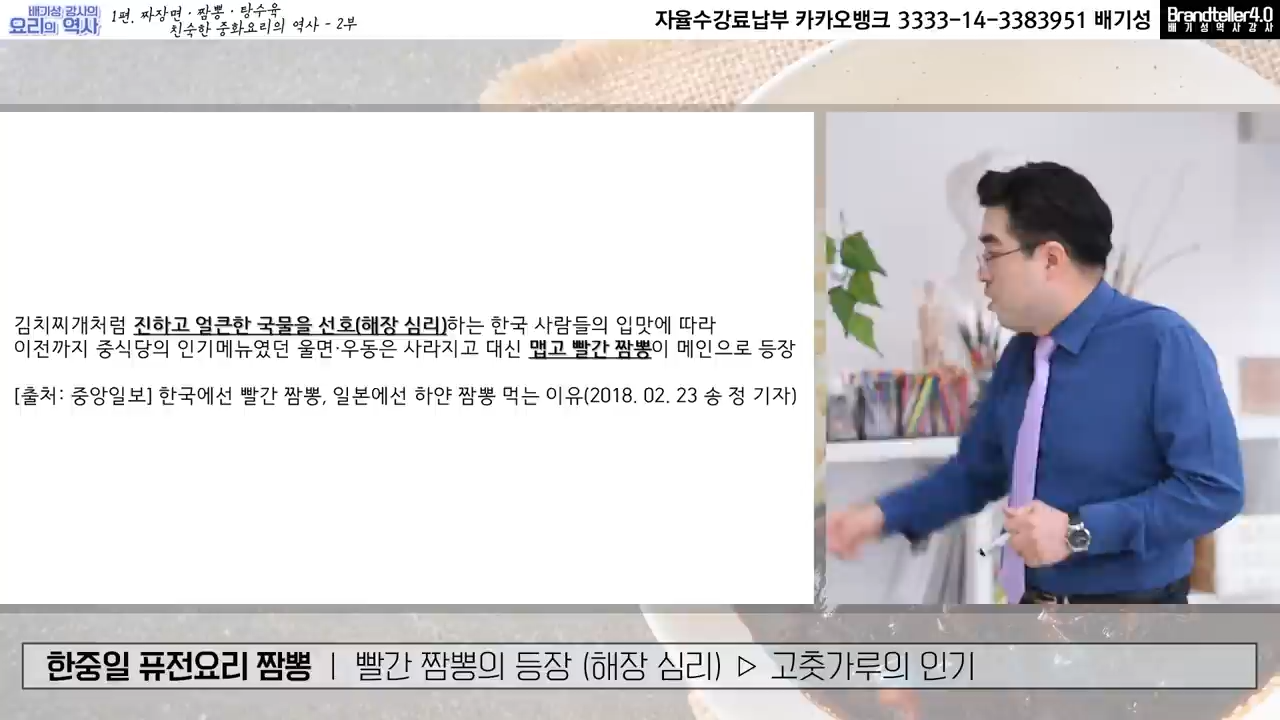 배기성 강사의
요리의 역사
1편. 짜장면·짬뽕·탕수육
친숙한 중화요리의 역사 - 2부
자율수강료납부 카카오뱅크 3333-14-3383951 배기성
Brandteller4.0
배기성역사강사
김치찌개처럼 진하고 얼큰한 국물을 선호(해장 심리)하는 한국 사람들의 입맛에 따라
이전까지 중식당의 인기메뉴였던 울면·우동은 사라지고 대신 맵고 빨간 짬뽕이 메인으로 등장
[출처: 중앙일보] 한국에선 빨간 짬뽕, 일본에선 하얀 짬뽕 먹는 이유(2018. 02. 23 송 정 기자)
한중일 퓨전요리 짬뽕 | 빨간 짬뽕의 등장 (해장 심리) ▷ 고춧가루의 인기